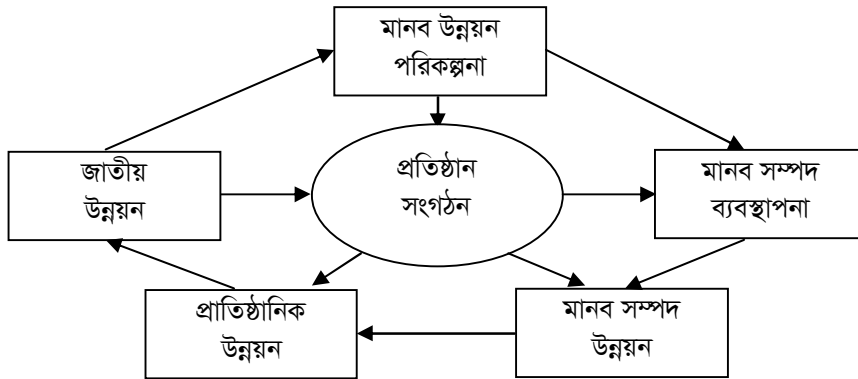 মানব উন্নয়ন
পরিকল্পনা
জাতীয়
উন্নয়ন
প্রতিষ্ঠান
সংগঠন
মানব সম্পদ
ব্যবস্থাপনা
প্রাতিষ্ঠানিক
উন্নয়ন
মানব সম্পদ
উন্নয়ন